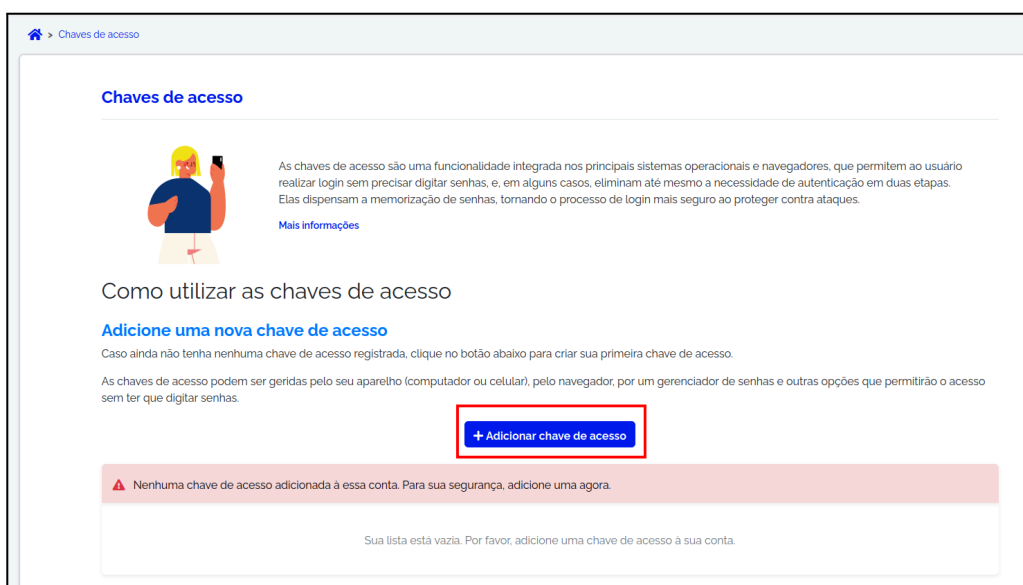 > Chaves de acesso
Chaves de acesso
As chaves de acesso são uma funcionalidade integrada nos principais sistemas operacionais e navegadores, que permitem ao usuário
realizar login sem precisar digitar senhas, e, em alguns casos, eliminam até mesmo a necessidade de autenticação em duas etapas.
Elas dispensam a memorização de senhas, tornando o processo de login mais seguro ao proteger contra ataques.
Mais informações
Como utilizar as chaves de acesso
Adicione uma nova chave de acesso
Caso ainda não tenha nenhuma chave de acesso registrada, clique no botão abaixo para criar sua primeira chave de acesso.
As chaves de acesso podem ser geridas pelo seu aparelho (computador ou celular), pelo navegador, por um gerenciador de senhas e outras opções que permitirão o acesso
sem ter que digitar senhas.
+ Adicionar chave de acesso
Nenhuma chave de acesso adicionada à essa conta. Para sua segurança, adicione uma agora.
Sua lista está vazia. Por favor, adicione uma chave de acesso à sua conta.